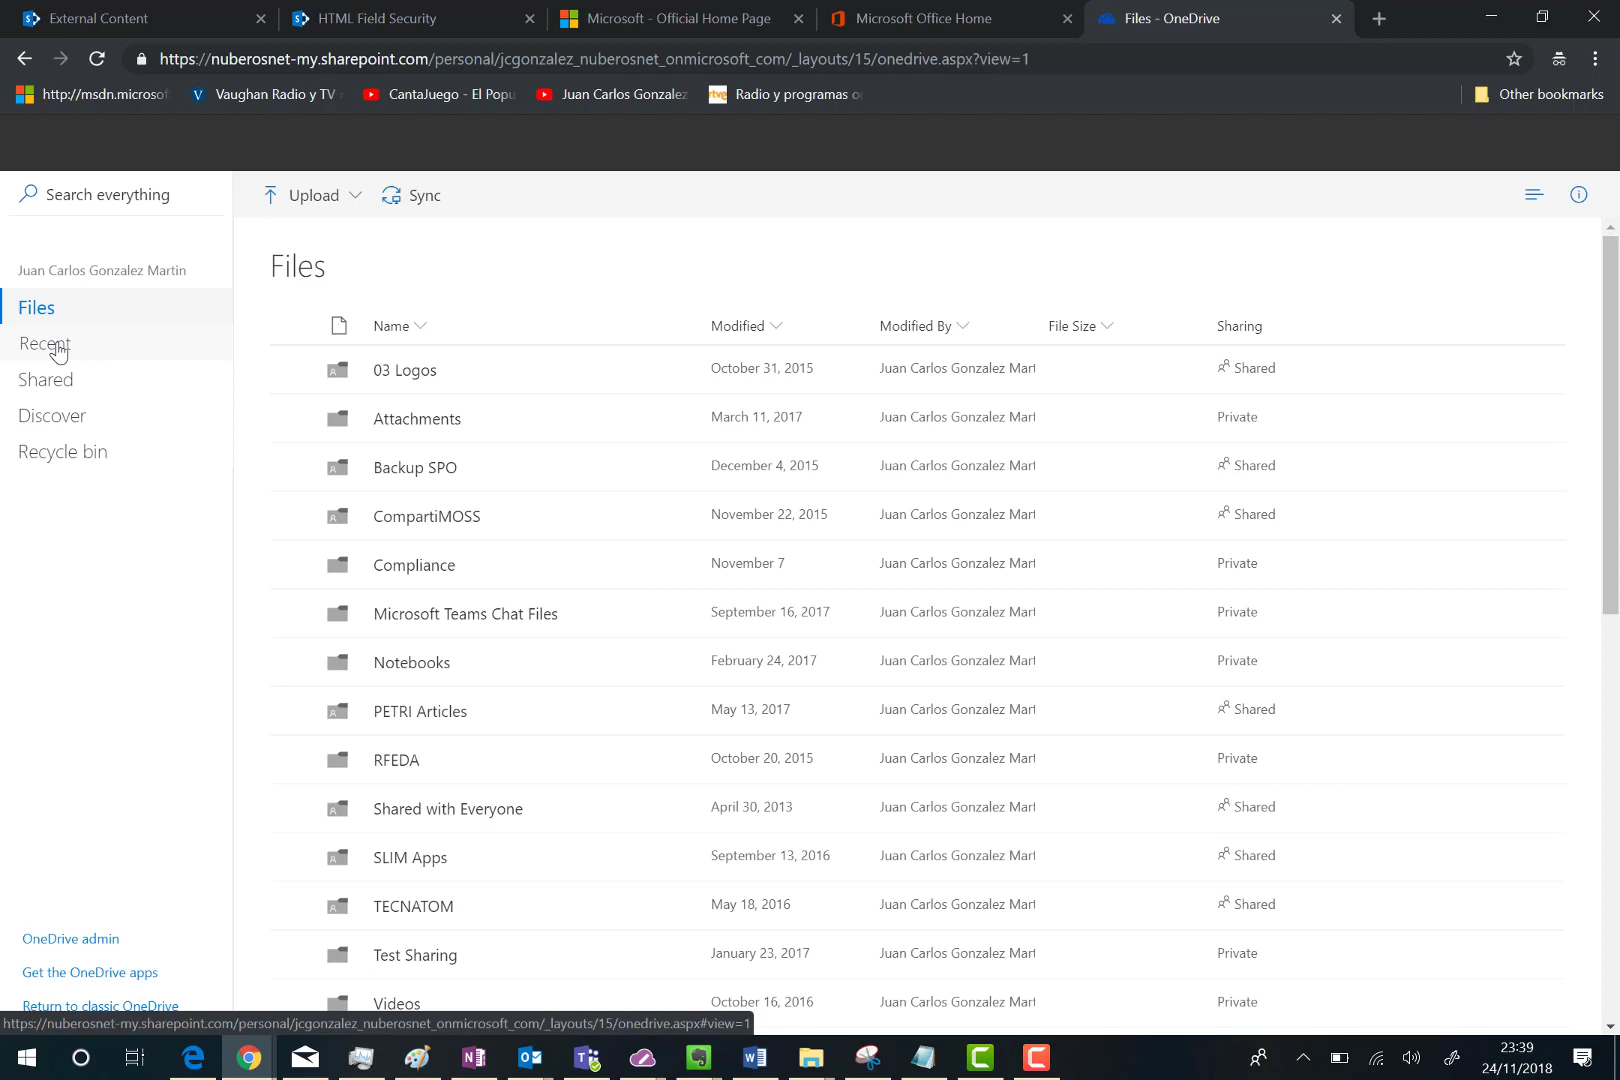 External Content
HTML Field Security
Microsoft - Official Home Page
Microsoft Office Home
Files - OneDrive
https://nuberosnet-my.sharepoint.com/personal/jcgonzalez_nuberosnet_onmicrosoft_com/_layouts/15/onedrive.aspx?view=1
http://msdn.microsof
Vaughan Radio y TV
CantaJuego - El Popu
Juan Carlos Gonzalez
Radio y programas o
Other bookmarks
Search everything
Upload
Sync
Juan Carlos Gonzalez Martin
Files
Recent
Shared
Discover
Recycle bin
Files
Name Modified Modified By File Size Sharing
03 Logos October 31, 2015 Juan Carlos Gonzalez Mart Shared
Attachments March 11, 2017 Juan Carlos Gonzalez Mart Private
Backup SPO December 4, 2015 Juan Carlos Gonzalez Mart Shared
CompartiMOSS November 22, 2015 Juan Carlos Gonzalez Mart Shared
Compliance November 7 Juan Carlos Gonzalez Mart Private
Microsoft Teams Chat Files September 16, 2017 Juan Carlos Gonzalez Mart Private
Notebooks February 24, 2017 Juan Carlos Gonzalez Mart Private
PETRI Articles May 13, 2017 Juan Carlos Gonzalez Mart Shared
RFEDA October 20, 2015 Juan Carlos Gonzalez Mart Private
Shared with Everyone April 30, 2013 Juan Carlos Gonzalez Mart Shared
SLIM Apps September 13, 2016 Juan Carlos Gonzalez Mart Shared
TECNATOM May 18, 2016 Juan Carlos Gonzalez Mart Shared
Test Sharing January 23, 2017 Juan Carlos Gonzalez Mart Private
Videos October 16, 2016 Juan Carlos Gonzalez Mart Private
OneDrive admin
Get the OneDrive apps
Return to classic OneDrive
https://nuberosnet-my.sharepoint.com/personal/jcgonzalez_nuberosnet_onmicrosoft_com/_layouts/15/onedrive.aspx#view=1
23:39
24/11/2018